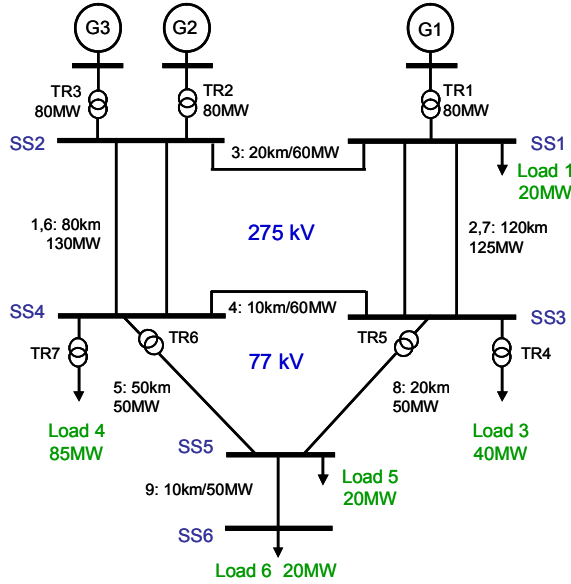 G3
G2
G1
TR3
80MW
TR2
80MW
TR1
80MW
SS2
SS1
3: 20km/60MW
Load 1
20MW
1,6: 80km
130MW
275 kV
2,7: 120km
125MW
SS4
4: 10km/60MW
SS3
TR7
TR6
TR5
TR4
77 kV
5: 50km
50MW
8: 20km
50MW
Load 4
85MW
Load 3
40MW
SS5
Load 5
20MW
9: 10km/50MW
SS6
Load 6 20MW